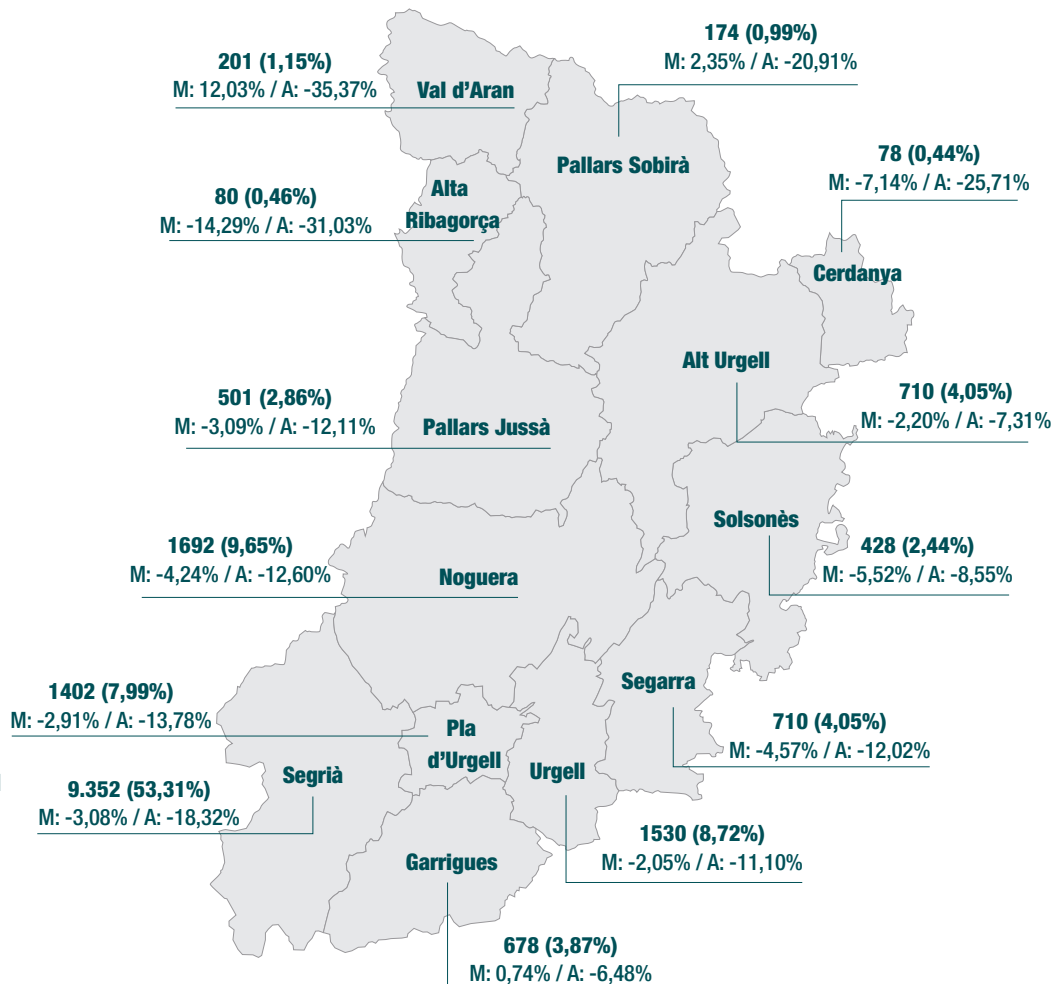 174 (0,99%)
M: 2,35% / A: -20,91%
201 (1,15%)
M: 12,03% / A: -35,37%
Val d’Aran
Pallars Sobirà
78 (0,44%)
M: -7,14% / A: -25,71%
80 (0,46%)
M: -14,29% / A: -31,03%
Alta
Ribagorça
Cerdanya
Alt Urgell
710 (4,05%)
M: -2,20% / A: -7,31%
501 (2,86%)
M: -3,09% / A: -12,11%
Pallars Jussà
Solsonès
428 (2,44%)
M: -5,52% / A: -8,55%
1692 (9,65%)
M: -4,24% / A: -12,60%
Noguera
Segarra
710 (4,05%)
M: -4,57% / A: -12,02%
1402 (7,99%)
M: -2,91% / A: -13,78%
Pla
d’Urgell
Urgell
Segrià
9.352 (53,31%)
M: -3,08% / A: -18,32%
1530 (8,72%)
M: -2,05% / A: -11,10%
Garrigues
678 (3,87%)
M: 0,74% / A: -6,48%